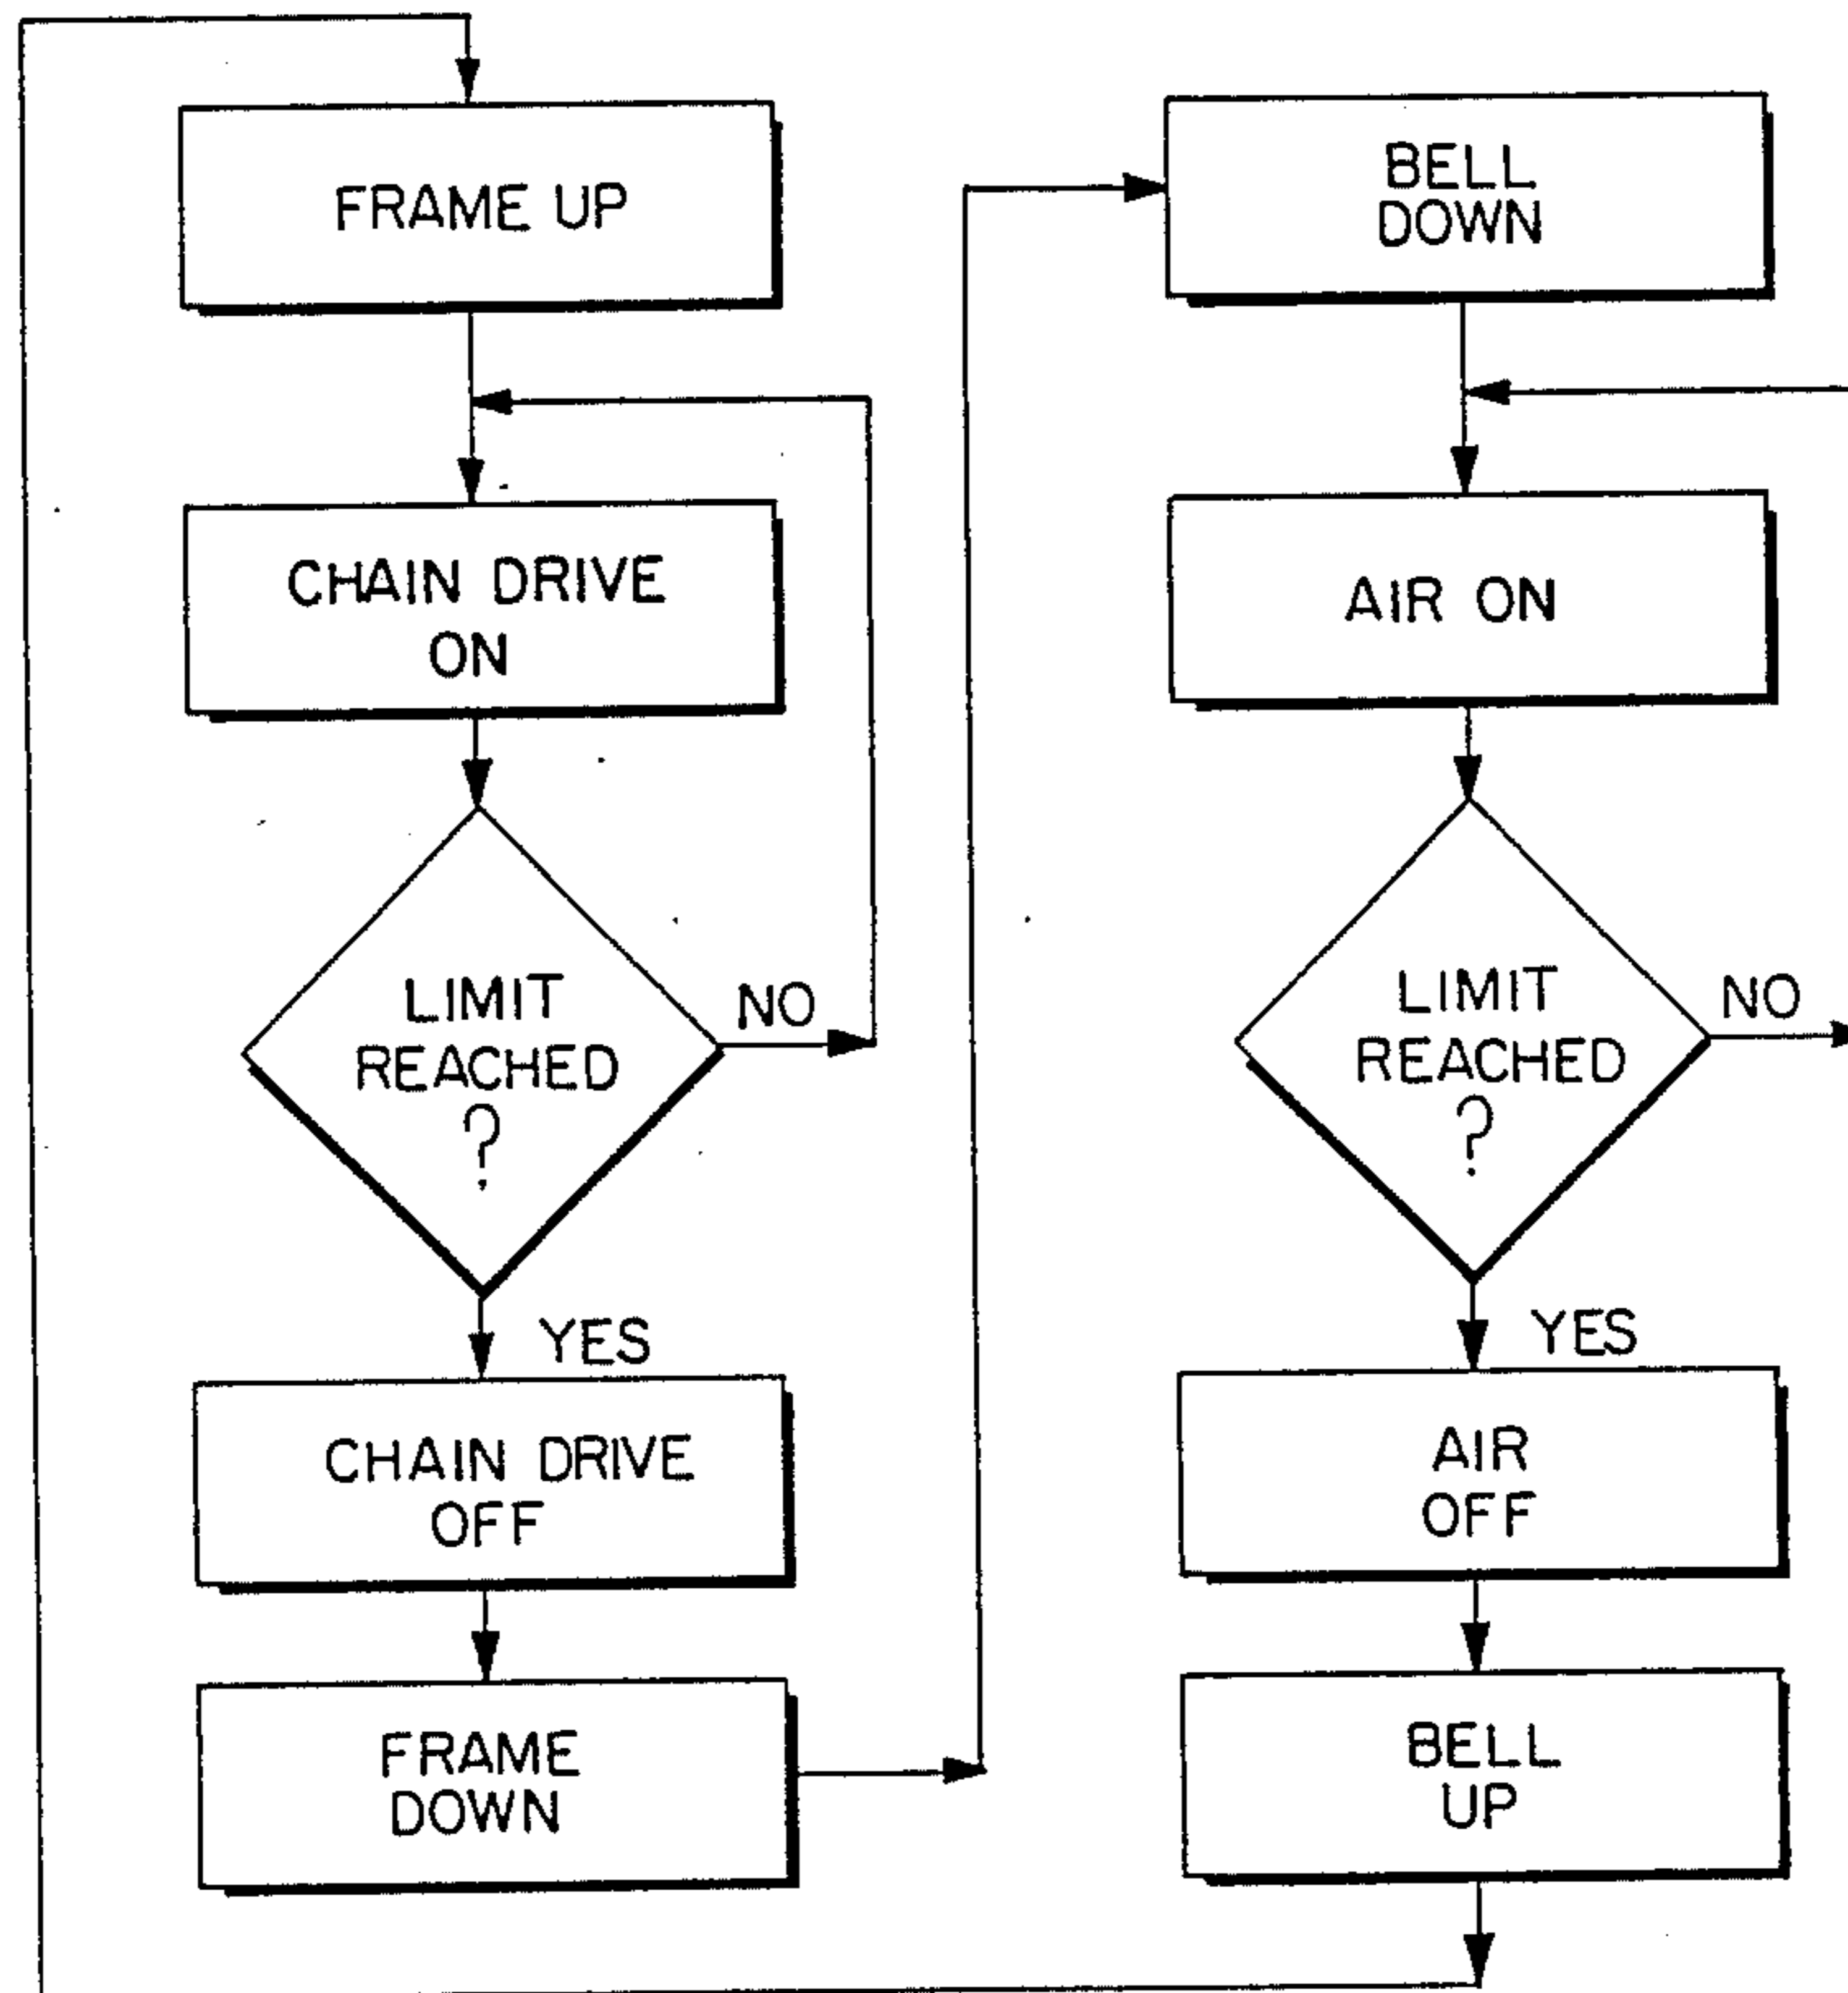 FRAME UP
CHAIN DRIVE
ON
LIMIT
REACHED
?
NO
YES
CHAIN DRIVE
OFF
FRAME
DOWN
BELL
DOWN
AIR ON
LIMIT
REACHED
?
NO
YES
AIR
OFF
BELL
UP